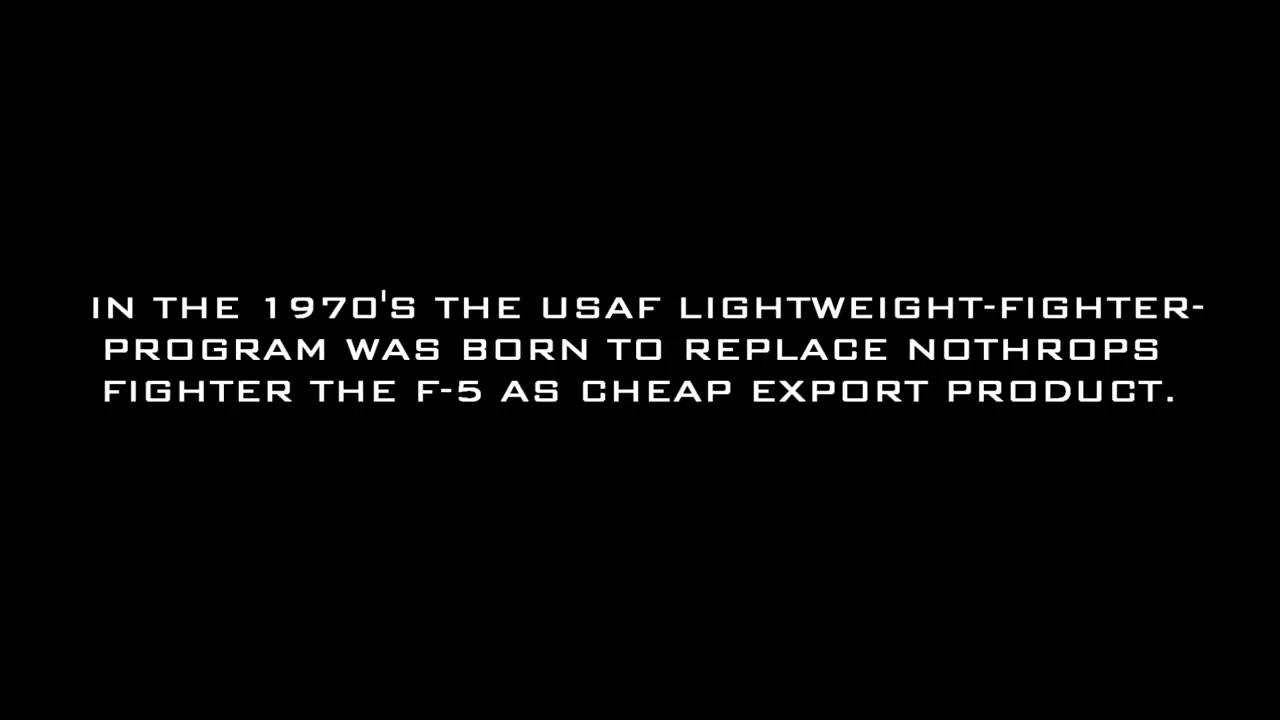 IN THE 1970'S THE USAF LIGHTWEIGHT-FIGHTER-
PROGRAM WAS BORN TO REPLACE NOTHROPS
FIGHTER THE F-5 AS CHEAP EXPORT PRODUCT.